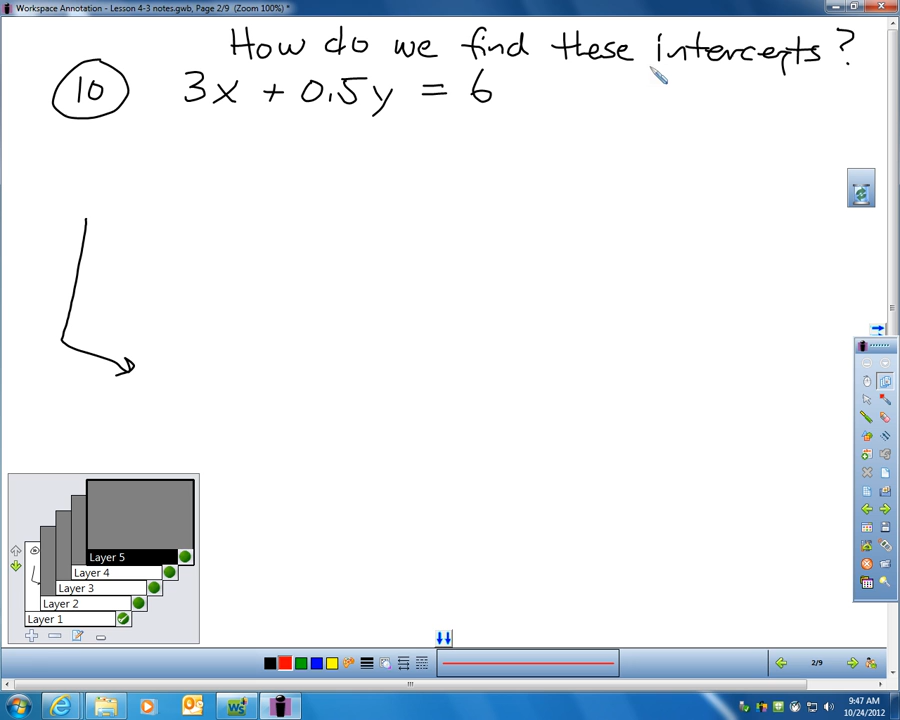 Workspace Annotation - Lesson 4-3 notes.gwb, Page 2/9 (Zoom 100%) *
How do we find these intercepts ?
10 3x + 0.5y = 6
Layer 5
Layer 4
Layer 3
Layer 2
Layer 1
2/9
9:47 AM
10/24/2012